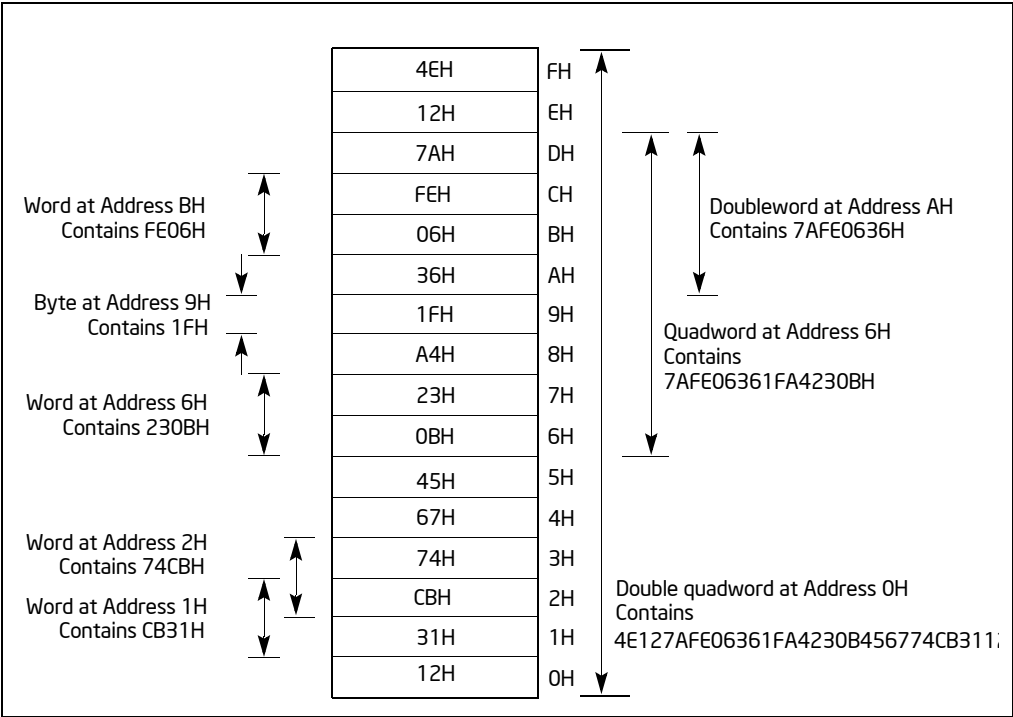 4EH FH
12H EH
7AH DH
FEH CH
06H BH
36H AH
1FH 9H
A4H 8H
23H 7H
0BH 6H
45H 5H
67H 4H
74H 3H
CBH 2H
31H 1H
12H 0H
Word at Address BH
Contains FE06H
Byte at Address 9H
Contains 1FH
Word at Address 6H
Contains 230BH
Word at Address 2H
Contains 74CBH
Word at Address 1H
Contains CB31H
Doubleword at Address AH
Contains 7AFE0636H
Quadword at Address 6H
Contains
7AFE06361FA4230BH
Double quadword at Address 0H
Contains
4E127AFE06361FA4230B456774CB311